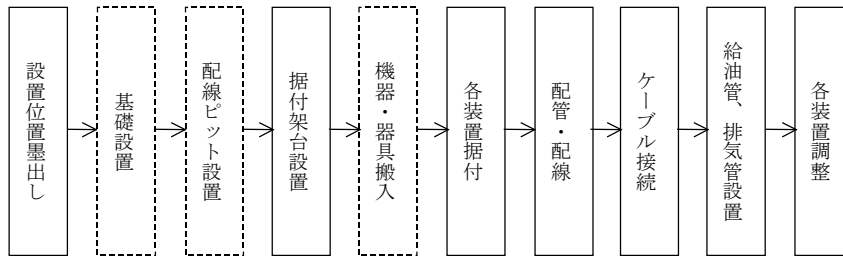 設置位置墨出し
基礎設置
配線ピット設置
据付架台設置
機器・器具搬入
各装置据付
配管・配線
ケーブル接続
給油管、排気管設置
各装置調整